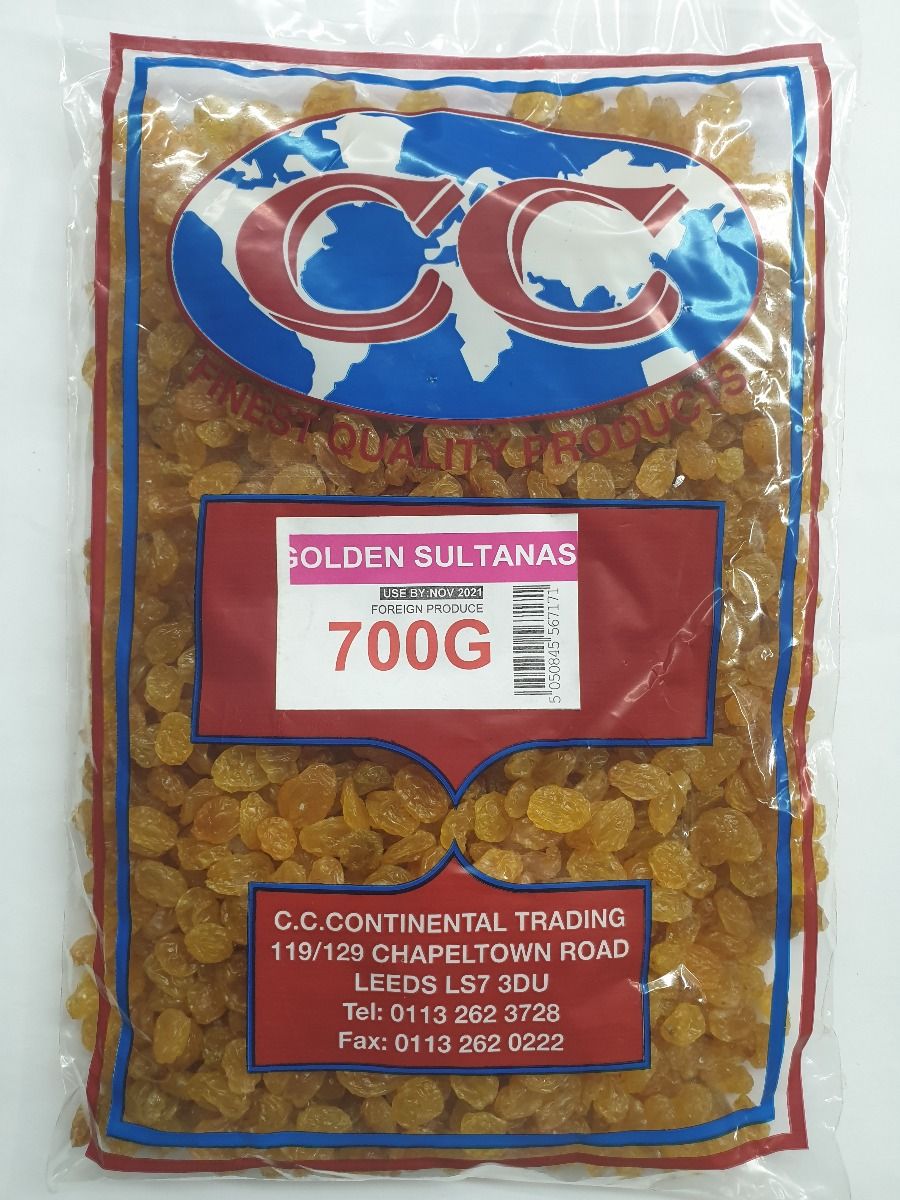 CC
FINEST QUALITY PRODUCTS
GOLDEN SULTANAS
USE BY:NOV 2021
FOREIGN PRODUCE
700G
5 050845 567171
C.C.CONTINENTAL TRADING
119/129 CHAPELTOWN ROAD
LEEDS LS7 3DU
Tel: 0113 262 3728
Fax: 0113 262 0222